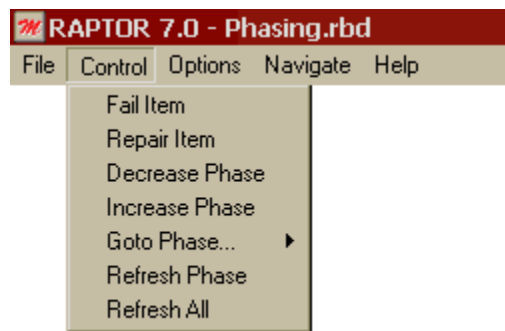 RAPTOR 7.0 - Phasing.rbd
File Control Options Navigate Help
Fail Item
Repair Item
Decrease Phase
Increase Phase
Goto Phase...
Refresh Phase
Refresh All